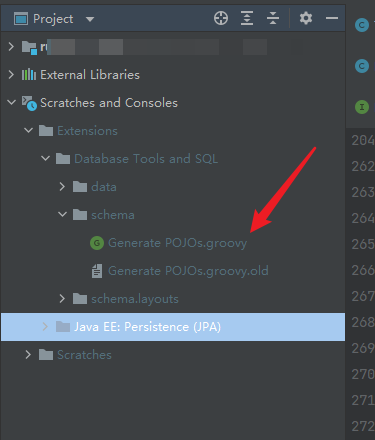 Project
External Libraries
Scratches and Consoles
Extensions
Database Tools and SQL
data
schema
Generate POJOs.groovy
Generate POJOs.groovy.old
schema.layouts
Java EE: Persistence (JPA)
Scratches
204
262
263
264
265
266
267
268
269
270
271
272